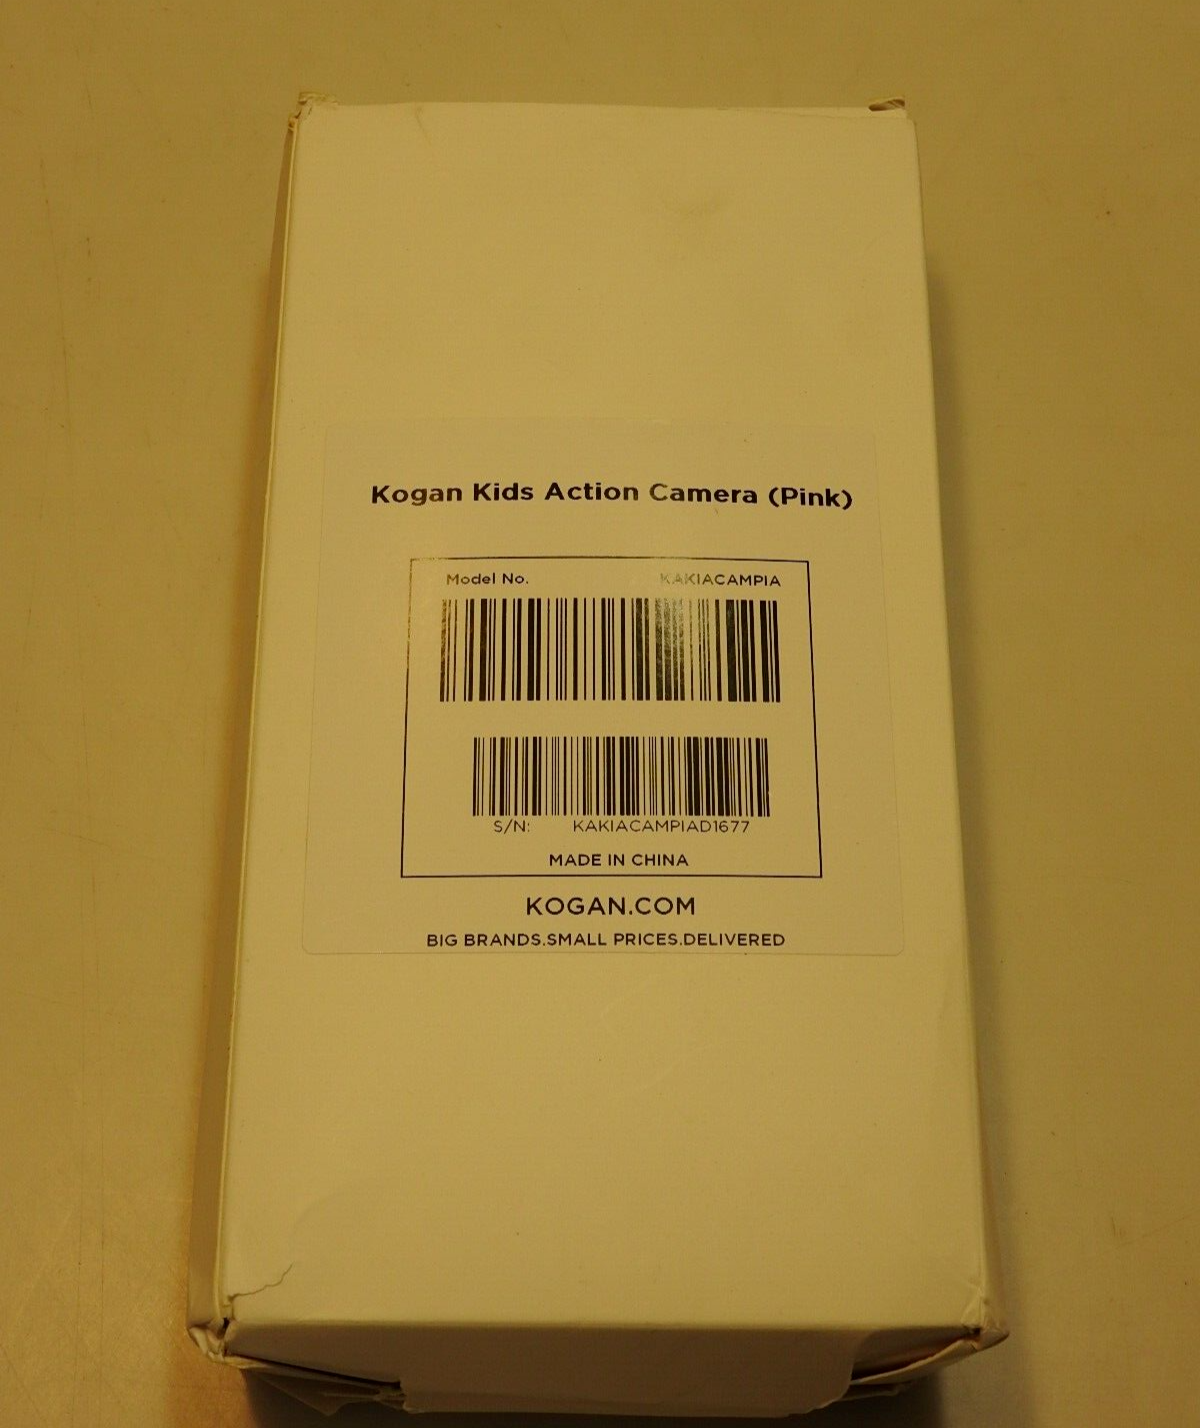 Kogan Kids Action Camera (Pink)
Model No. KAKIACAMPIA
S/N: KAKIACAMPIAD1677
MADE IN CHINA
KOGAN.COM
BIG BRANDS.SMALL PRICES.DELIVERED